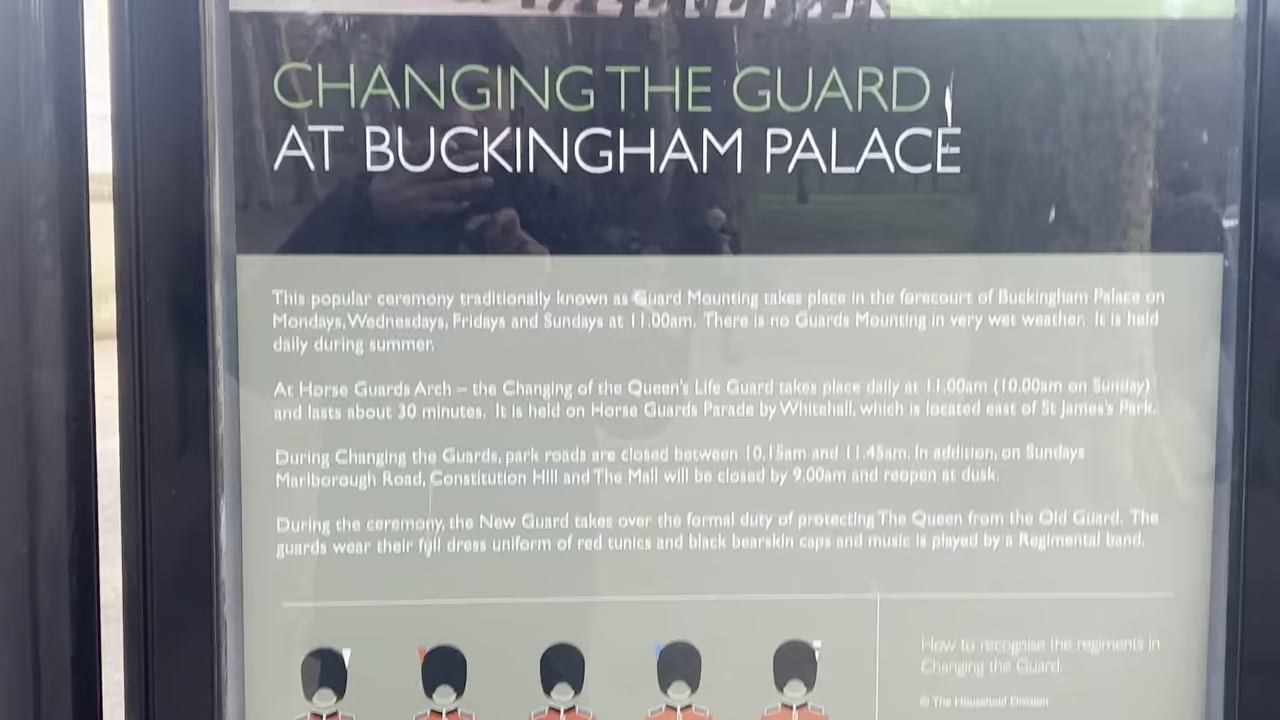 CHANGING THE GUARD
AT BUCKINGHAM PALACE
This popular ceremony traditionally known as Guard Mounting takes place in the forecourt of Buckingham Palace on
Mondays, Wednesdays, Fridays and Sundays at 11.00am. There is no Guards Mounting in very wet weather. It is held
daily during summer.
At Horse Guards Arch – the Changing of the Queen's Life Guard takes place daily at 11.00am (10.00am on Sunday)
and lasts about 30 minutes. It is held on Horse Guards Parade by Whitehall, which is located east of St James's Park.
During Changing the Guards, park roads are closed between 10.15am and 11.45am. In addition, on Sundays
Marlborough Road, Constitution Hill and The Mall will be closed by 9.00am and reopen at dusk.
During the ceremony, the New Guard takes over the formal duty of protecting The Queen from the Old Guard. The
guards wear their full dress uniform of red tunics and black bearskin caps and music is played by a Regimental band.
How to recognise the regiments in
Changing the Guard.
© The Household Division